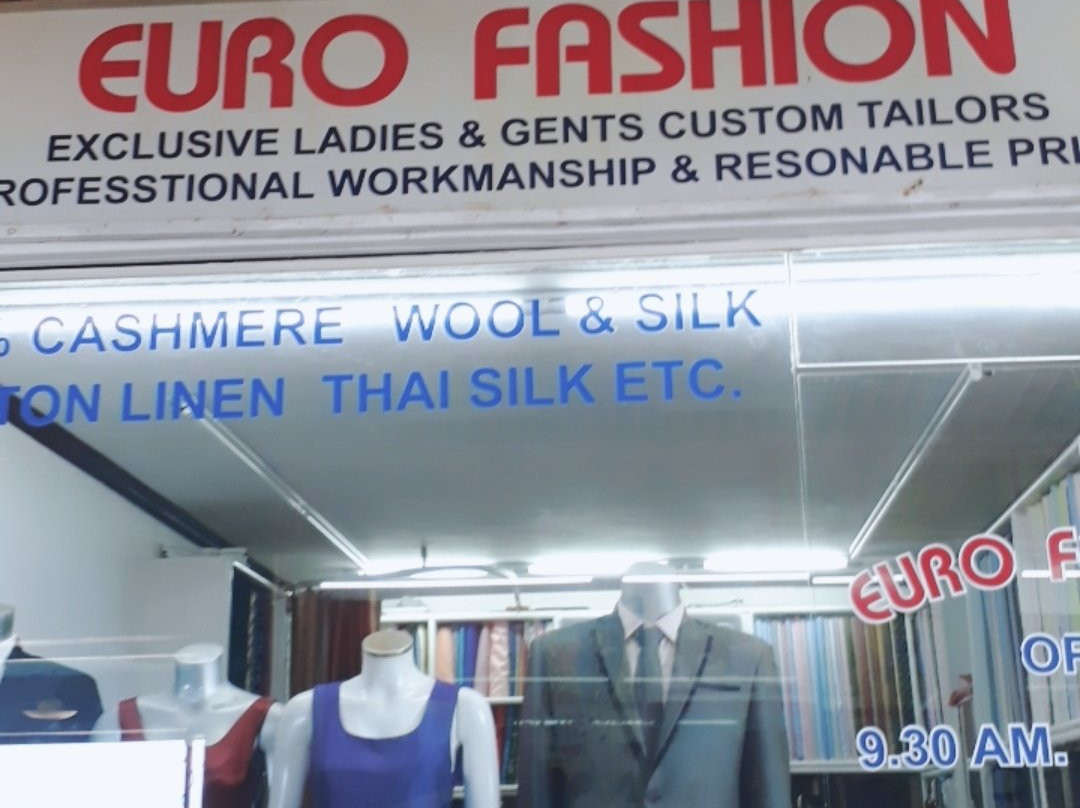 EURO FASHION
EXCLUSIVE LADIES & GENTS CUSTOM TAILORS
ROFESSTIONAL WORKMANSHIP & RESONABLE PRI
% CASHMERE WOOL & SILK
TON LINEN THAI SILK ETC.
EURO F
OP
9.30 AM.